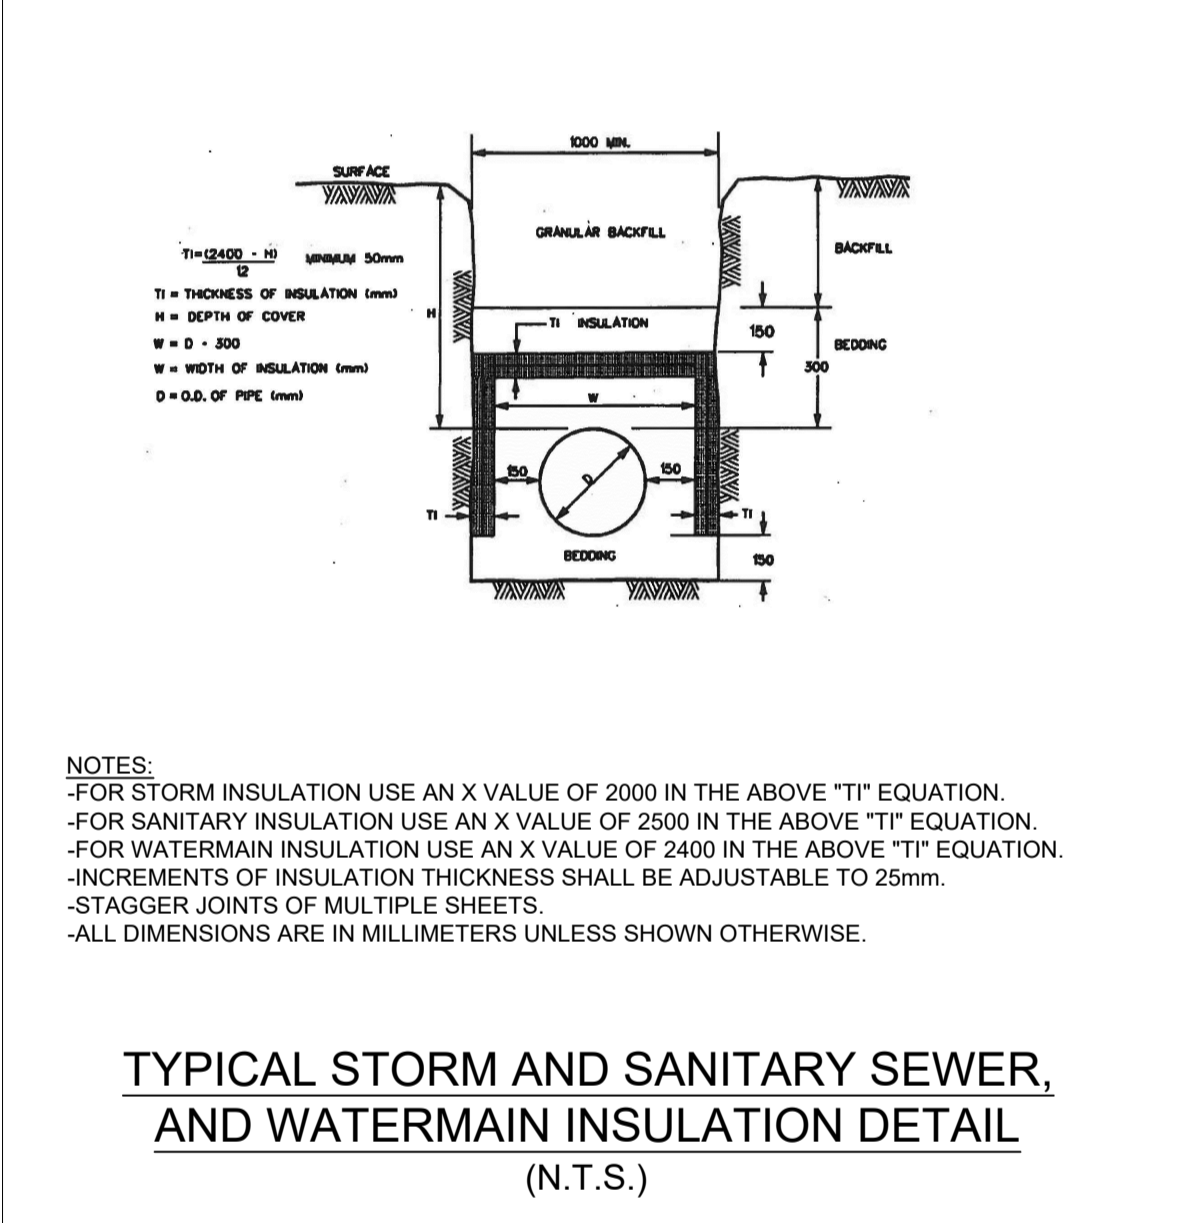 1000 MIN.
SURFACE
GRANULAR BACKFILL
BACKFILL
TI=(2400 - H)
12
MINIMUM 50mm
TI = THICKNESS OF INSULATION (mm)
H = DEPTH OF COVER
W = D + 300
W = WIDTH OF INSULATION (mm)
D = O.D. OF PIPE (mm)
H
TI INSULATION
150
BEDDING
300
W
150
D
150
TI
TI
BEDDING
150
NOTES:
-FOR STORM INSULATION USE AN X VALUE OF 2000 IN THE ABOVE "TI" EQUATION.
-FOR SANITARY INSULATION USE AN X VALUE OF 2500 IN THE ABOVE "TI" EQUATION.
-FOR WATERMAIN INSULATION USE AN X VALUE OF 2400 IN THE ABOVE "TI" EQUATION.
-INCREMENTS OF INSULATION THICKNESS SHALL BE ADJUSTABLE TO 25mm.
-STAGGER JOINTS OF MULTIPLE SHEETS.
-ALL DIMENSIONS ARE IN MILLIMETERS UNLESS SHOWN OTHERWISE.
TYPICAL STORM AND SANITARY SEWER,
AND WATERMAIN INSULATION DETAIL
(N.T.S.)